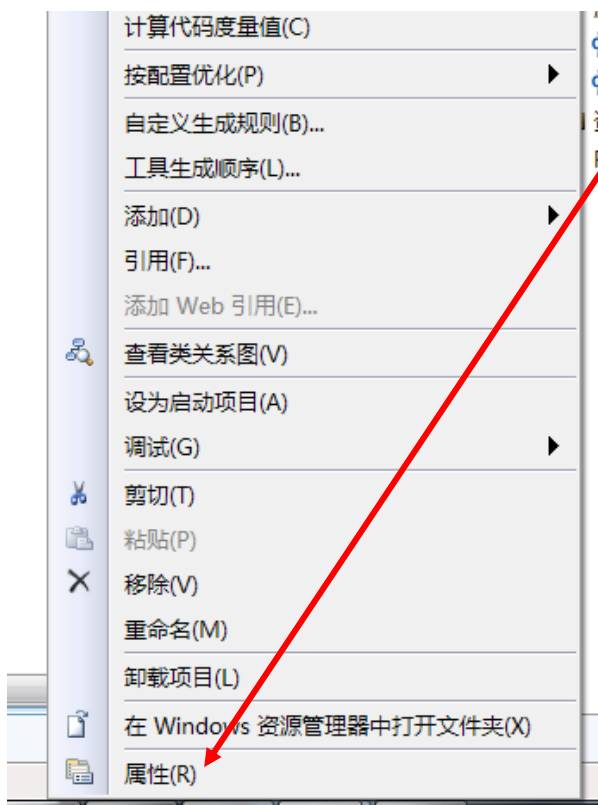 计算代码度量值(C)
按配置优化(P)
自定义生成规则(B)...
工具生成顺序(L)...
添加(D)
引用(F)...
添加 Web 引用(E)...
查看类关系图(V)
设为启动项目(A)
调试(G)
剪切(T)
粘贴(P)
移除(V)
重命名(M)
卸载项目(L)
在 Windows 资源管理器中打开文件夹(X)
属性(R)